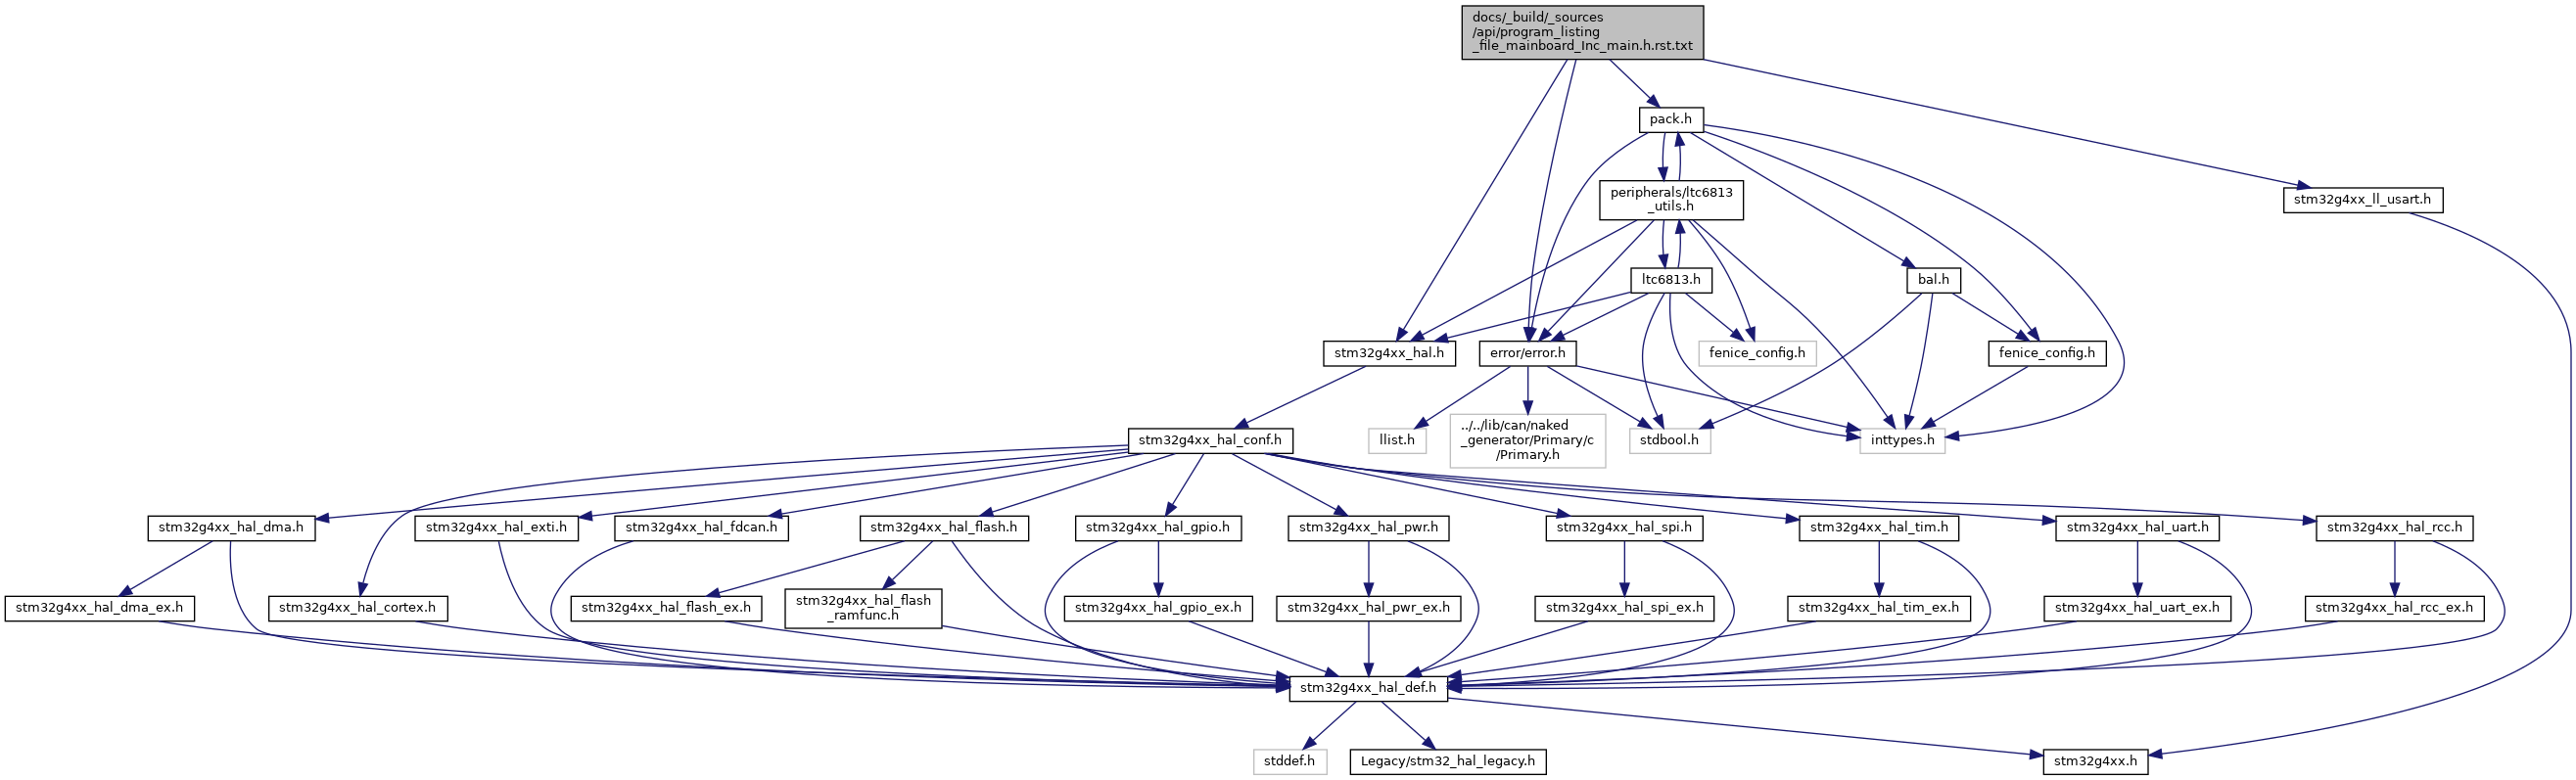 docs/_build/_sources
/api/program_listing
_file_mainboard_Inc_main.h.rst.txt
pack.h
peripherals/ltc6813
_utils.h
stm32g4xx_ll_usart.h
ltc6813.h
bal.h
stm32g4xx_hal.h
error/error.h
fenice_config.h
fenice_config.h
stm32g4xx_hal_conf.h
llist.h
../../lib/can/naked
_generator/Primary/c
/Primary.h
stdbool.h
inttypes.h
stm32g4xx_hal_dma.h
stm32g4xx_hal_exti.h
stm32g4xx_hal_fdcan.h
stm32g4xx_hal_flash.h
stm32g4xx_hal_gpio.h
stm32g4xx_hal_pwr.h
stm32g4xx_hal_spi.h
stm32g4xx_hal_tim.h
stm32g4xx_hal_uart.h
stm32g4xx_hal_rcc.h
stm32g4xx_hal_dma_ex.h
stm32g4xx_hal_cortex.h
stm32g4xx_hal_flash_ex.h
stm32g4xx_hal_flash
_ramfunc.h
stm32g4xx_hal_gpio_ex.h
stm32g4xx_hal_pwr_ex.h
stm32g4xx_hal_spi_ex.h
stm32g4xx_hal_tim_ex.h
stm32g4xx_hal_uart_ex.h
stm32g4xx_hal_rcc_ex.h
stm32g4xx_hal_def.h
stddef.h
Legacy/stm32_hal_legacy.h
stm32g4xx.h